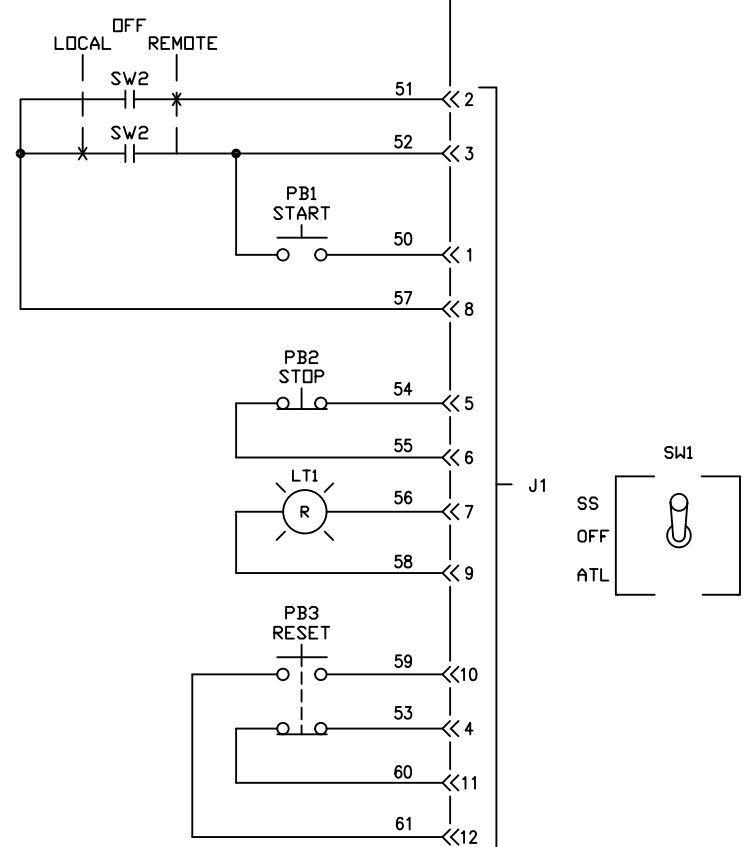 OFF
LOCAL REMOTE
SW2
51
2
SW2
52
3
PB1
START
50
1
57
8
PB2
STOP
54
5
55
6
LT1
R
56
7
58
9
J1
SW1
SS
OFF
ATL
PB3
RESET
59
10
53
4
60
11
61
12